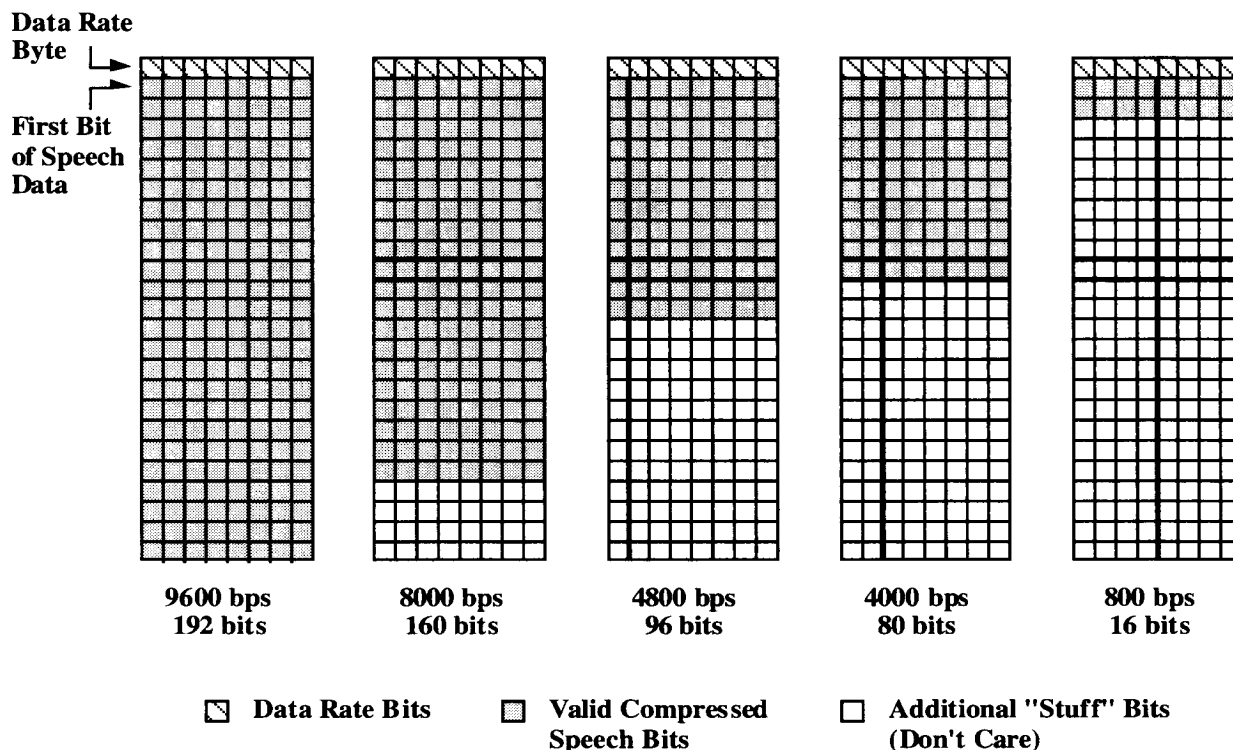 Data Rate
Byte
First Bit
of Speech
Data
9600 bps
192 bits
8000 bps
160 bits
4800 bps
96 bits
4000 bps
80 bits
800 bps
16 bits
Data Rate Bits
Valid Compressed
Speech Bits
Additional "Stuff" Bits
(Don't Care)